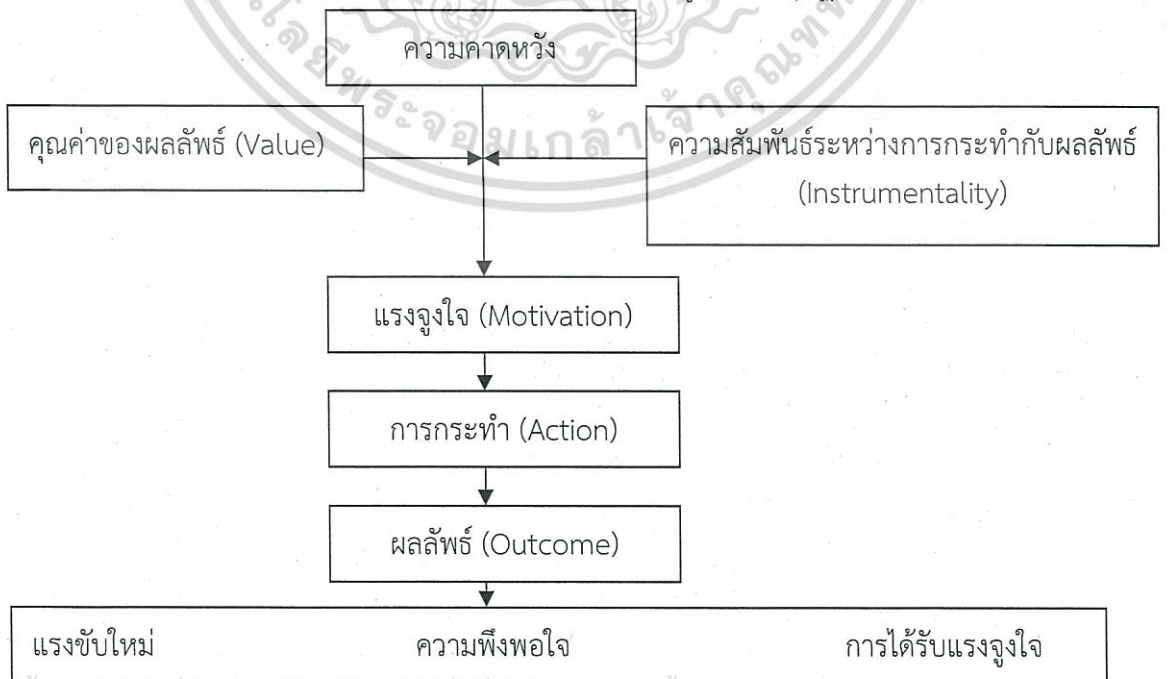 ความคาดหวัง
คุณค่าของผลลัพธ์ (Value)
ความสัมพันธ์ระหว่างการกระทำกับผลลัพธ์
(Instrumentality)
แรงจูงใจ (Motivation)
การกระทำ (Action)
ผลลัพธ์ (Outcome)
แรงขับใหม่ ความพึงพอใจ การได้รับแรงจูงใจ